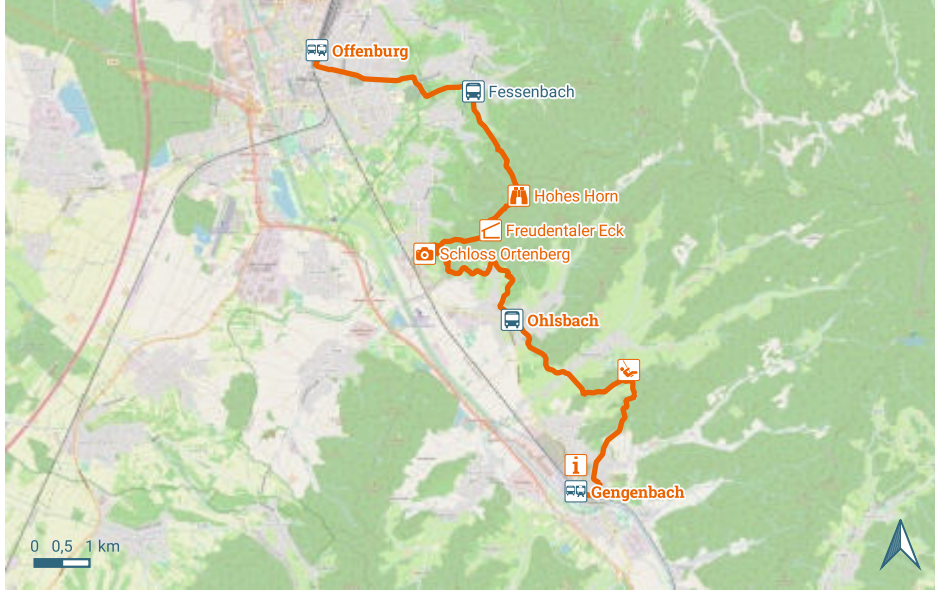 Offenburg
Fessenbach
Hohes Horn
Freudentaler Eck
Schloss Ortenberg
Ohlsbach
i
Gengenbach
0 0,5 1 km